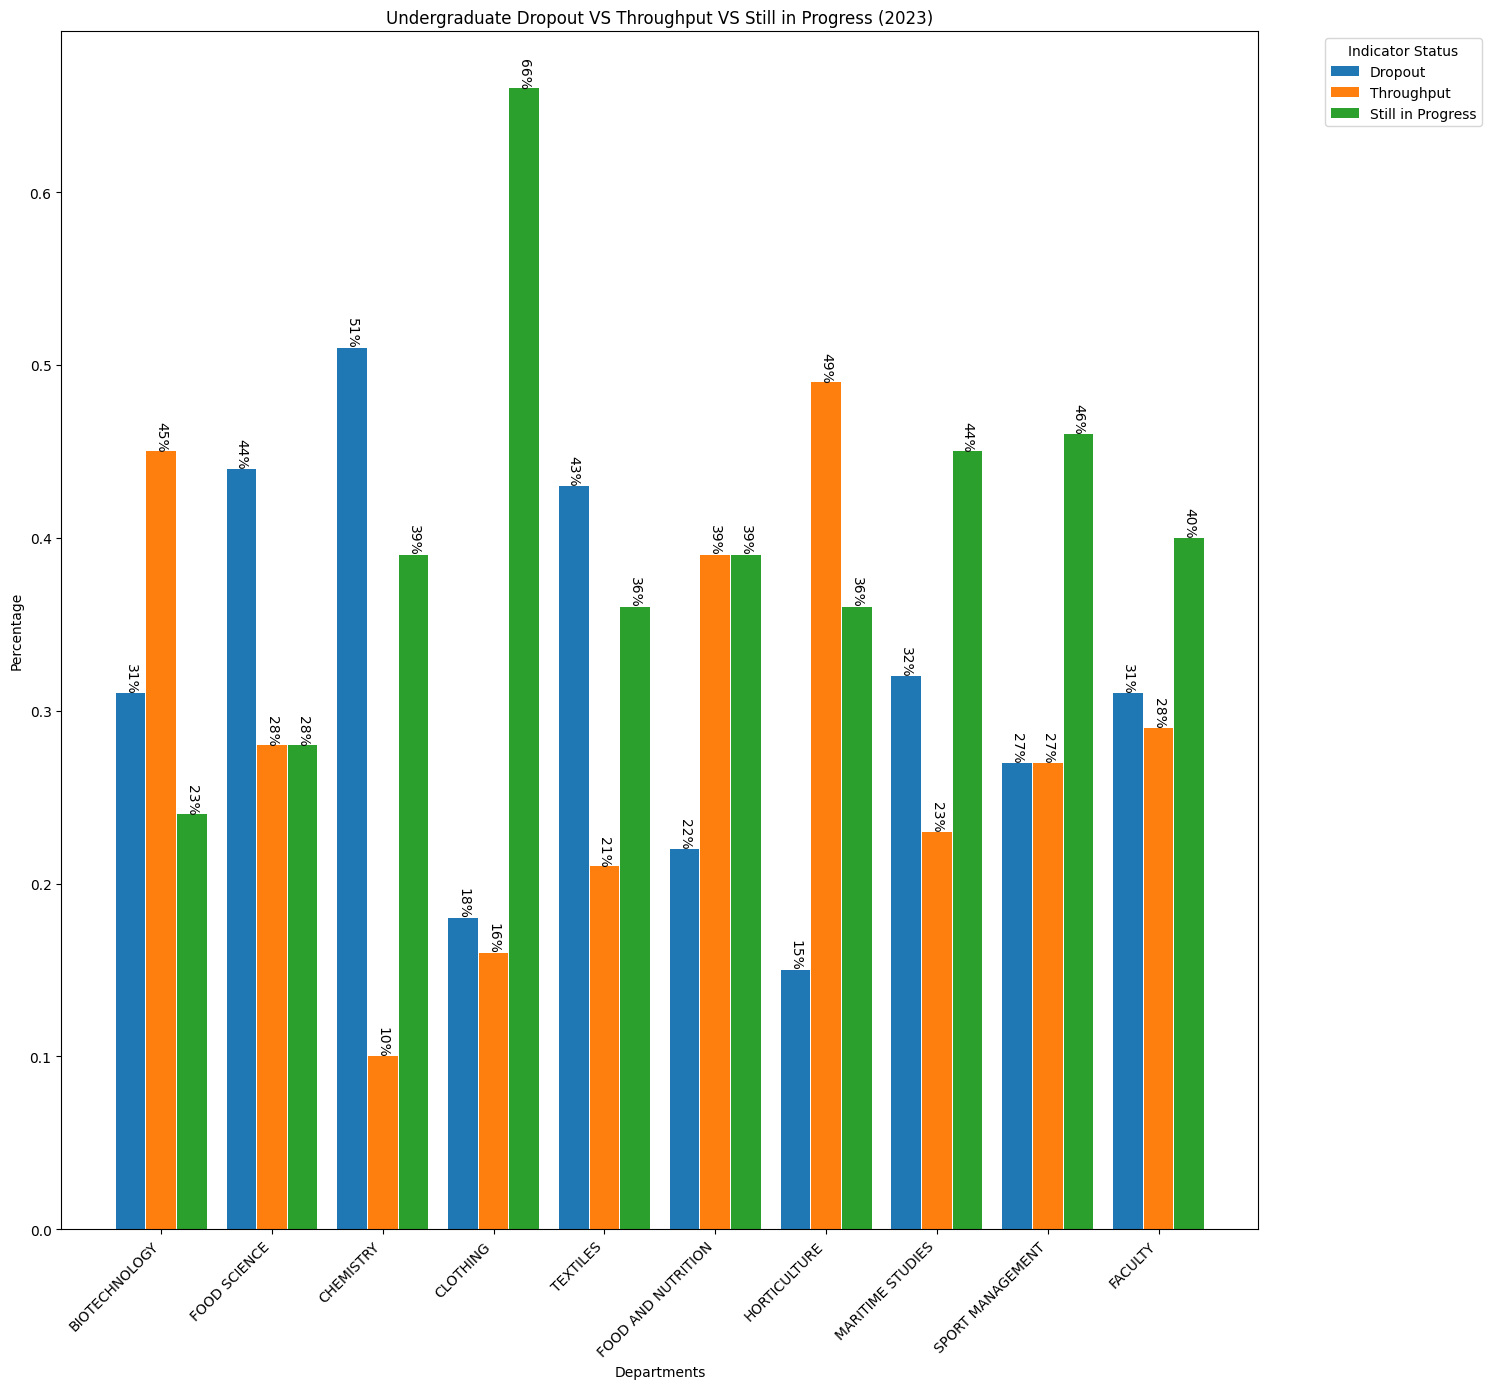 Undergraduate Dropout VS Throughput VS Still in Progress (2023)
Indicator Status
Dropout
Throughput
Still in Progress
Percentage
0.6
0.5
0.4
0.3
0.2
0.1
0.0
31%
45%
23%
44%
28%
28%
51%
10%
39%
18%
16%
66%
43%
21%
36%
22%
39%
39%
15%
49%
36%
32%
23%
44%
27%
27%
46%
31%
28%
40%
BIOTECHNOLOGY
FOOD SCIENCE
CHEMISTRY
CLOTHING
TEXTILES
FOOD AND NUTRITION
HORTICULTURE
MARITIME STUDIES
SPORT MANAGEMENT
FACULTY
Departments